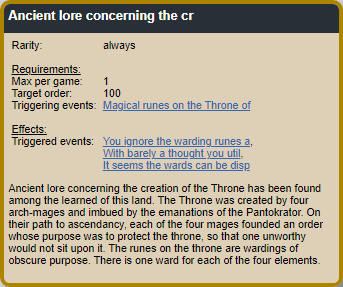 Ancient lore concerning the cr
Rarity: always
Requirements:
Max per game: 1
Target order: 100
Triggering events: Magical runes on the Throne of
Effects:
Triggered events: You ignore the warding runes a,
With barely a thought you util,
It seems the wards can be disp
Ancient lore concerning the creation of the Throne has been found
among the learned of this land. The Throne was created by four
arch-mages and imbued by the emanations of the Pantokrator. On
their path to ascendancy, each of the four mages founded an order
whose purpose was to protect the throne, so that one unworthy
would not sit upon it. The runes on the throne are wardings of
obscure purpose. There is one ward for each of the four elements.